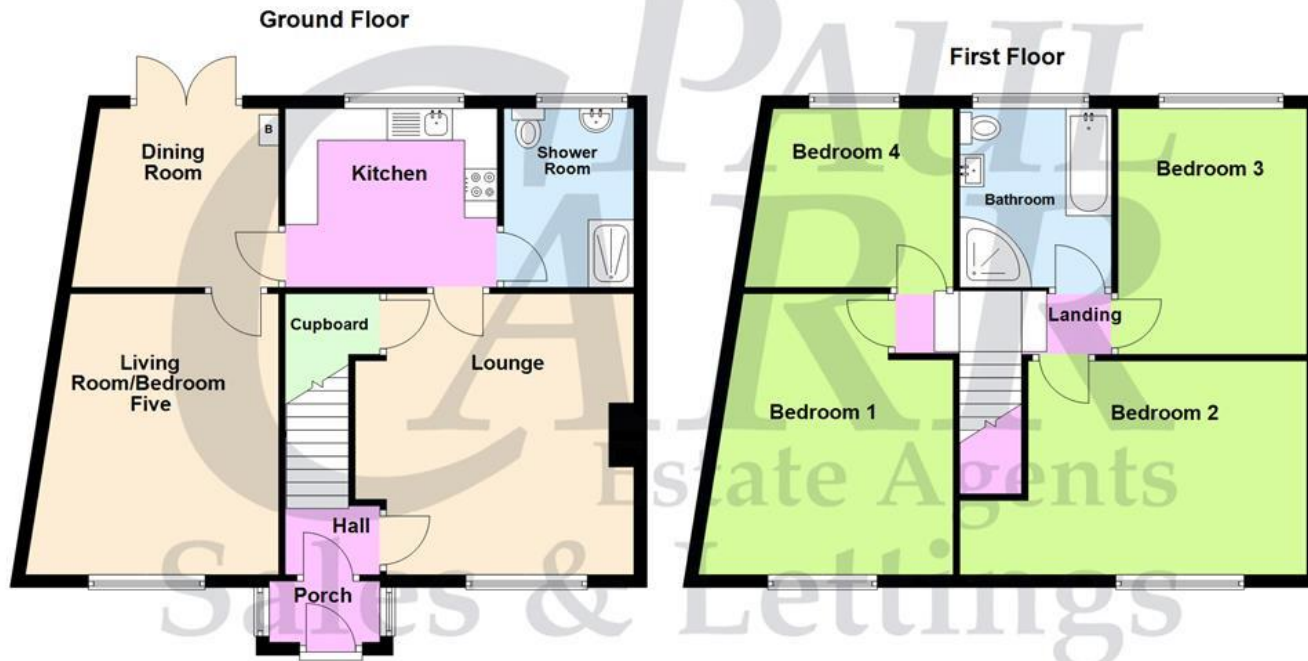 Ground Floor
Dining
Room
B
Kitchen
Shower
Room
Living
Room/Bedroom
Five
Cupboard
Lounge
Hall
Porch
First Floor
Bedroom 4
Bathroom
Bedroom 3
Landing
Bedroom 1
Bedroom 2
PAUL
CARR
Estate Agents
Sales & Lettings